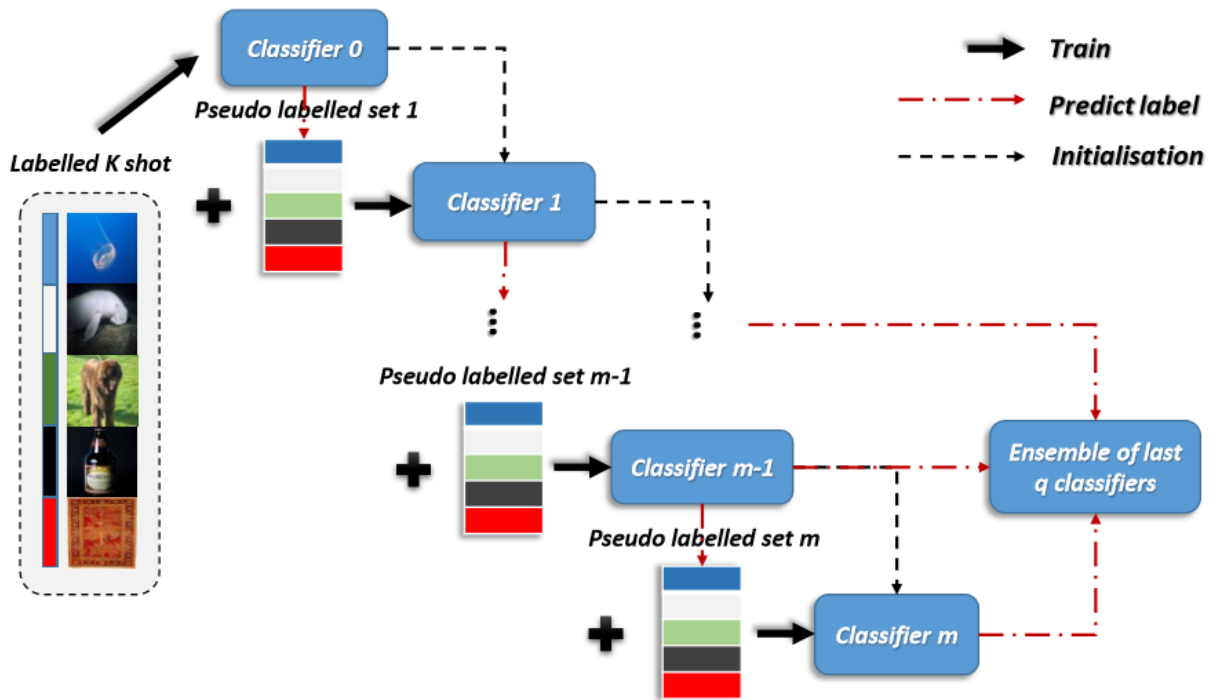 Classifier 0
Train
Pseudo labelled set 1
Predict label
Labelled K shot
Initialisation
Classifier 1
Pseudo labelled set m-1
Classifier m-1
Ensemble of last
q classifiers
Pseudo labelled set m
Classifier m